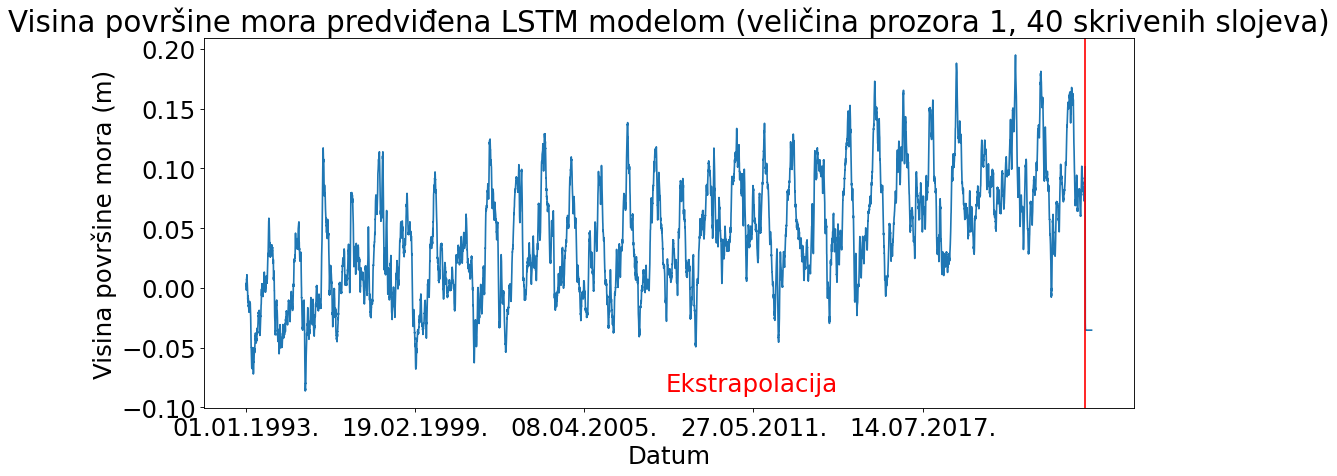 Visina površine mora predviđena LSTM modelom (veličina prozora 1, 40 skrivenih slojeva)
Visina površine mora (m)
0.20
0.15
0.10
0.05
0.00
−0.05
−0.10
Ekstrapolacija
01.01.1993. 19.02.1999. 08.04.2005. 27.05.2011. 14.07.2017.
Datum